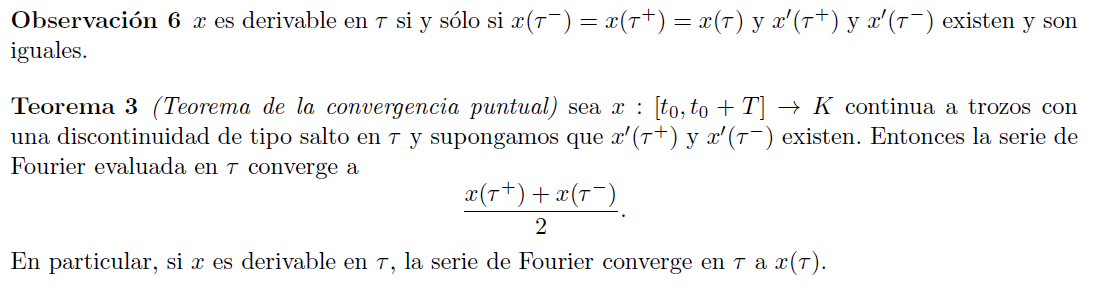 Observación 6 x es derivable en τ si y sólo si x(τ⁻) = x(τ⁺) = x(τ) y x′(τ⁺) y x′(τ⁻) existen y son
iguales.
Teorema 3 (Teorema de la convergencia puntual) sea x : [t₀, t₀ + T] → K continua a trozos con
una discontinuidad de tipo salto en τ y supongamos que x′(τ⁺) y x′(τ⁻) existen. Entonces la serie de
Fourier evaluada en τ converge a
x(τ⁺) + x(τ⁻)
2
.
En particular, si x es derivable en τ, la serie de Fourier converge en τ a x(τ).